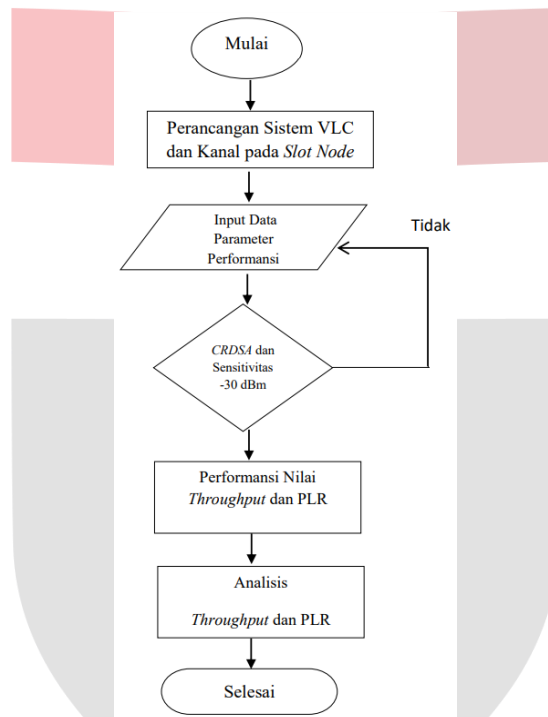 Mulai
Perancangan Sistem VLC
dan Kanal pada Slot Node
Input Data
Parameter
Performansi
Tidak
CRDSA dan
Sensitivitas
-30 dBm
Performansi Nilai
Throughput dan PLR
Analisis
Throughput dan PLR
Selesai